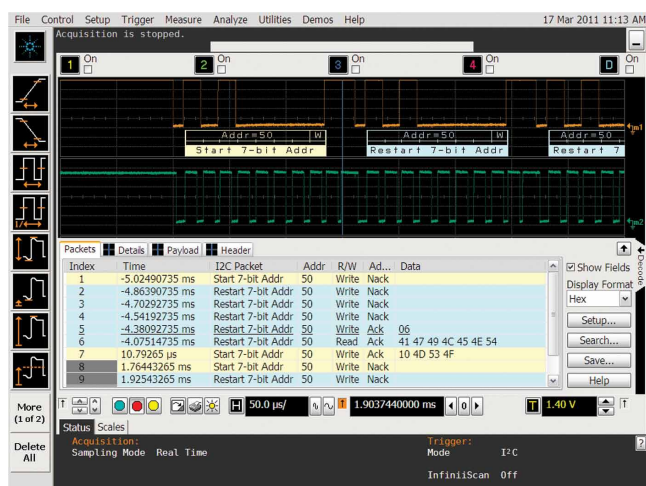 File Control Setup Trigger Measure Analyze Utilities Demos Help 17 Mar 2011 11:13 AM
Acquisition is stopped.
1 On 2 On 3 On 4 On D On
Addr=50 W Addr=50 W Addr=50
Start 7-bit Addr Restart 7-bit Addr Restart 7
m1
m2
Packets Details Payload Header
Decode
Index Time I2C Packet Addr R/W Ad... Data
1 -5.02490735 ms Start 7-bit Addr 50 Write Nack
2 -4.86390735 ms Restart 7-bit Addr 50 Write Nack
3 -4.70292735 ms Restart 7-bit Addr 50 Write Nack
4 -4.54192735 ms Restart 7-bit Addr 50 Write Nack
5 -4.38092735 ms Restart 7-bit Addr 50 Write Ack 06
6 -4.07514735 ms Restart 7-bit Addr 50 Read Ack 41 47 49 4C 45 4E 54
7 10.79265 µs Start 7-bit Addr 50 Write Ack 10 4D 53 4F
8 1.76443265 ms Restart 7-bit Addr 50 Write Nack
9 1.92543265 ms Restart 7-bit Addr 50 Write Nack
Show Fields
Display Format
Hex
Setup...
Search...
Save...
Help
More
(1 of 2)
Delete
All
H 50.0 µs/ 1.9037440000 ms 0 T 1.40 V
Status Scales
Acquisition:
Sampling Mode Real Time
Trigger:
Mode I²C
InfiniiScan Off
?